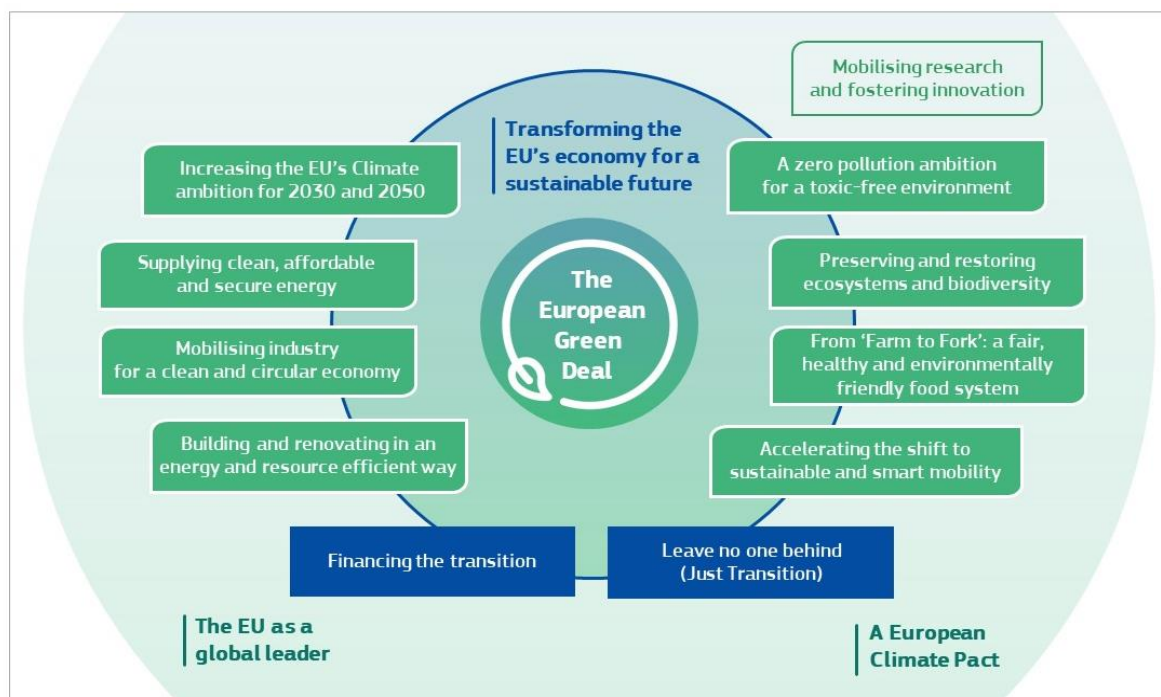 Mobilising research
and fostering innovation
Transforming the
EU's economy for a
sustainable future
Increasing the EU's Climate
ambition for 2030 and 2050
A zero pollution ambition
for a toxic-free environment
Supplying clean, affordable
and secure energy
Preserving and restoring
ecosystems and biodiversity
The
European
Green
Deal
Mobilising industry
for a clean and circular economy
From ‘Farm to Fork’: a fair,
healthy and environmentally
friendly food system
Building and renovating in an
energy and resource efficient way
Accelerating the shift to
sustainable and smart mobility
Financing the transition
Leave no one behind
(Just Transition)
The EU as a
global leader
A European
Climate Pact